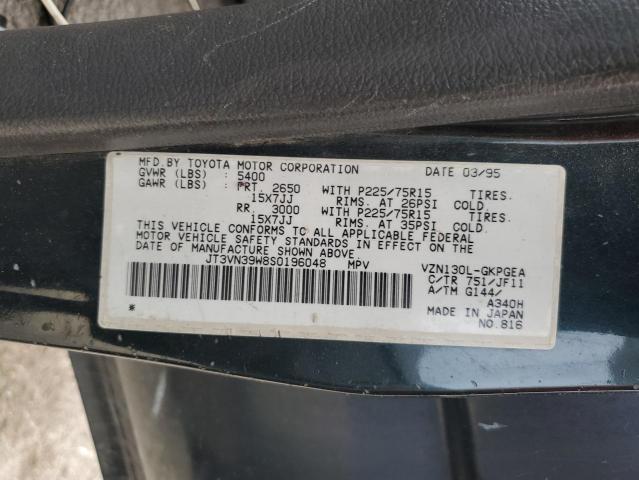 MFD.BY TOYOTA MOTOR CORPORATION DATE 03/95
GVWR (LBS) : 5400
GAWR (LBS) : FRT. 2650 WITH P225/75R15 TIRES.
15X7JJ RIMS. AT 26PSI COLD.
RR. 3000 WITH P225/75R15 TIRES.
15X7JJ RIMS. AT 35PSI COLD.
THIS VEHICLE CONFORMS TO ALL APPLICABLE FEDERAL
MOTOR VEHICLE SAFETY STANDARDS IN EFFECT ON THE
DATE OF MANUFACTURE SHOWN ABOVE.
JT3VN39W8S0196048 MPV VZN130L-GKPGEA
C/TR 751/JF11
A/TM G144/
A340H
* MADE IN JAPAN
NO.816